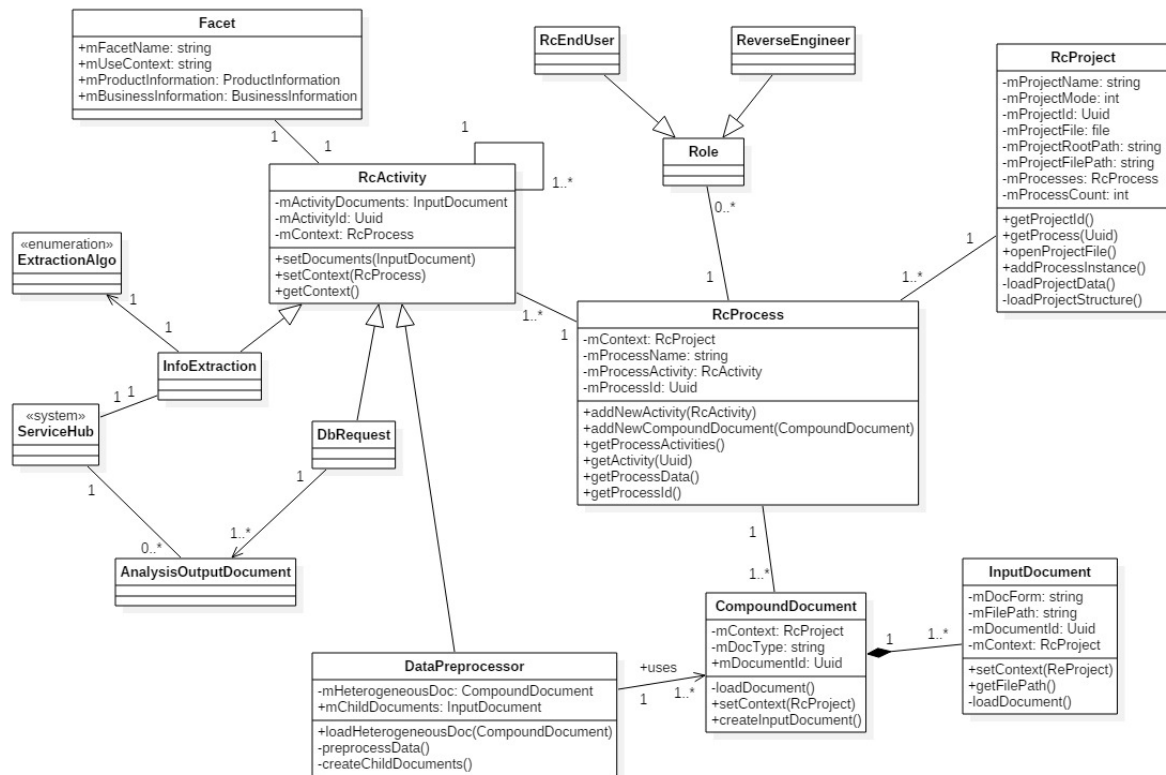 Facet
+mFacetName: string
+mUseContext: string
+mProductInformation: ProductInformation
+mBusinessInformation: BusinessInformation
1
1
RcEndUser
ReverseEngineer
Role
0..*
1
RcProject
-mProjectName: string
-mProjectMode: int
-mProjectId: Uuid
-mProjectFile: file
-mProjectRootPath: string
-mProjectFilePath: string
-mProcesses: RcProcess
-mProcessCount: int
+getProjectId()
+getProcess(Uuid)
+openProjectFile()
+addProcessInstance()
-loadProjectData()
-loadProjectStructure()
1
1..*
1
1..*
RcActivity
-mActivityDocuments: InputDocument
-mActivityId: Uuid
-mContext: RcProcess
+setDocuments(InputDocument)
+setContext(RcProcess)
+getContext()
1..*
1
«enumeration»
ExtractionAlgo
1
1
InfoExtraction
1
1
«system»
ServiceHub
1
0..*
DbRequest
1
1..*
AnalysisOutputDocument
RcProcess
-mContext: RcProject
-mProcessName: string
-mProcessActivity: RcActivity
-mProcessId: Uuid
+addNewActivity(RcActivity)
+addNewCompoundDocument(CompoundDocument)
+getProcessActivities()
+getActivity(Uuid)
+getProcessData()
+getProcessId()
1
1..*
DataPreprocessor
-mHeterogeneousDoc: CompoundDocument
+mChildDocuments: InputDocument
+loadHeterogeneousDoc(CompoundDocument)
-preprocessData()
-createChildDocuments()
+uses
1
1..*
CompoundDocument
-mContext: RcProject
-mDocType: string
+mDocumentId: Uuid
-loadDocument()
+setContext(RcProject)
+createInputDocument()
1
1..*
InputDocument
-mDocForm: string
-mFilePath: string
-mDocumentId: Uuid
-mContext: RcProject
+setContext(ReProject)
+getFilePath()
-loadDocument()